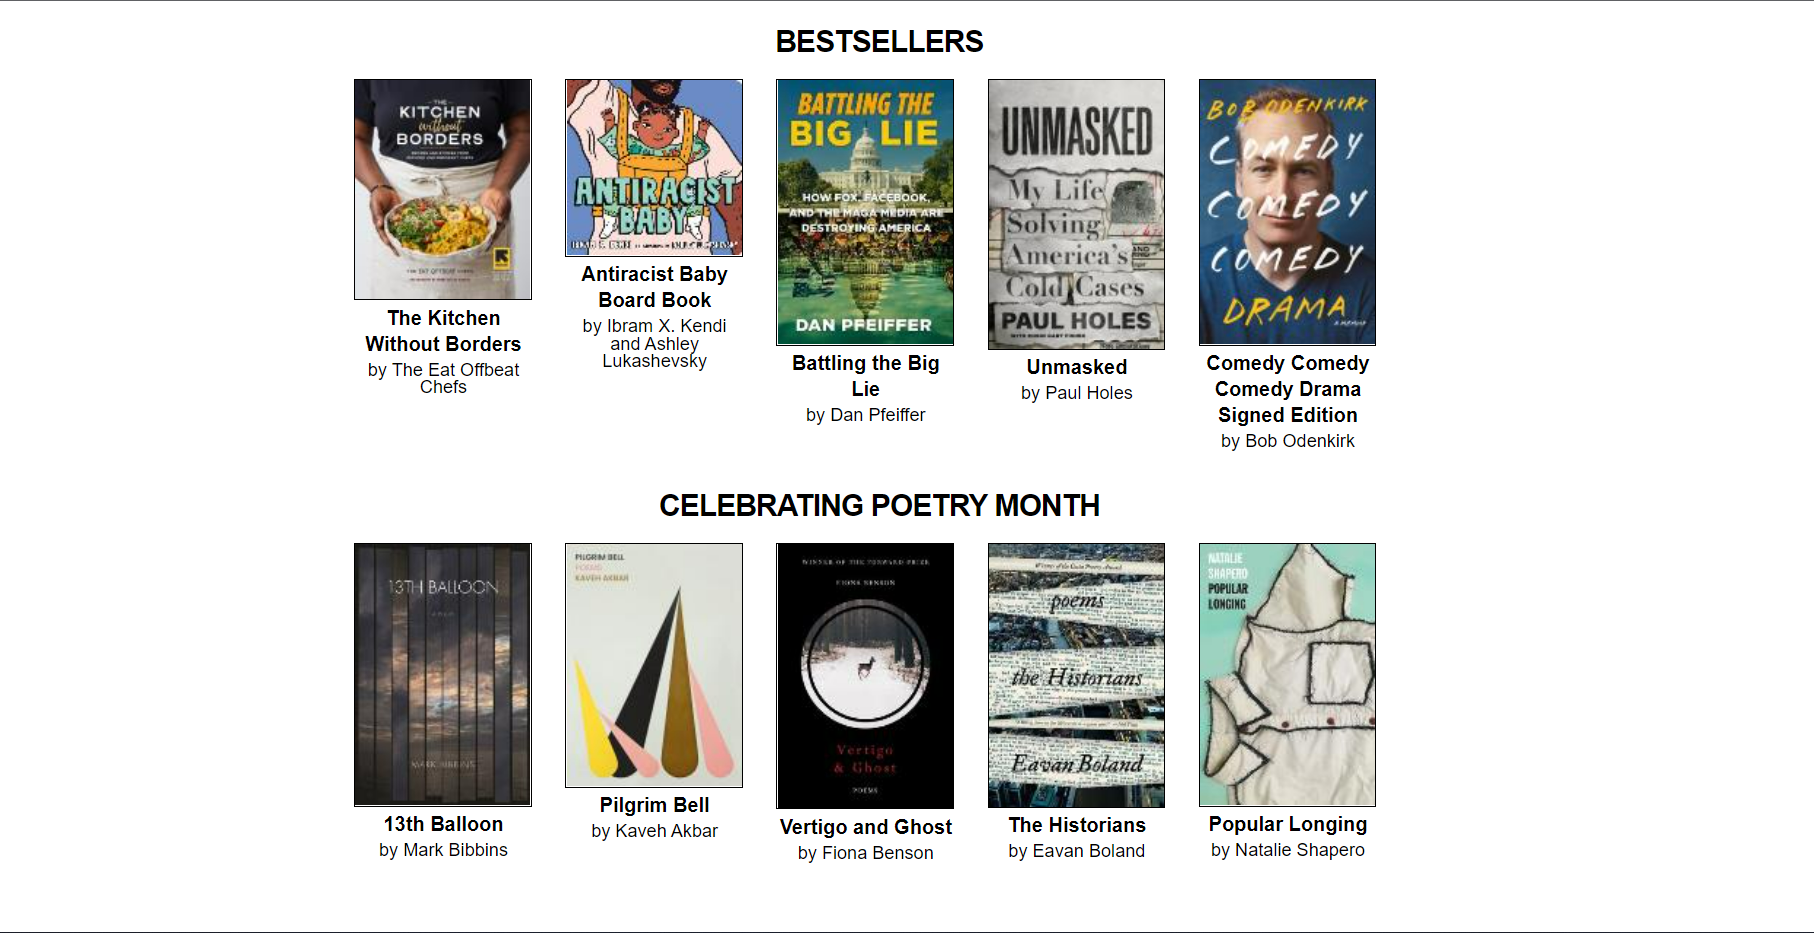 BESTSELLERS
THE
KITCHEN
without
BORDERS
The Kitchen
Without Borders
by The Eat Offbeat
Chefs
ANTIRACIST
BABY
Antiracist Baby
Board Book
by Ibram X. Kendi
and Ashley
Lukashevsky
BATTLING THE
BIG LIE
HOW FOX, FACEBOOK,
AND THE MAGA MEDIA ARE
DESTROYING AMERICA
DAN PFEIFFER
Battling the Big
Lie
by Dan Pfeiffer
UNMASKED
My Life
Solving
America's
Cold Cases
PAUL HOLES
Unmasked
by Paul Holes
BOB ODENKIRK
COMEDY
COMEDY
COMEDY
DRAMA
A MEMOIR
Comedy Comedy
Comedy Drama
Signed Edition
by Bob Odenkirk
CELEBRATING POETRY MONTH
13TH BALLOON
MARK BIBBINS
13th Balloon
by Mark Bibbins
PILGRIM BELL
POEMS
KAVEH AKBAR
Pilgrim Bell
by Kaveh Akbar
WINNER OF THE FORWARD PRIZE
FIONA BENSON
Vertigo
& Ghost
POEMS
Vertigo and Ghost
by Fiona Benson
poems
the Historians
Eavan Boland
The Historians
by Eavan Boland
NATALIE
SHAPERO
POPULAR
LONGING
Popular Longing
by Natalie Shapero